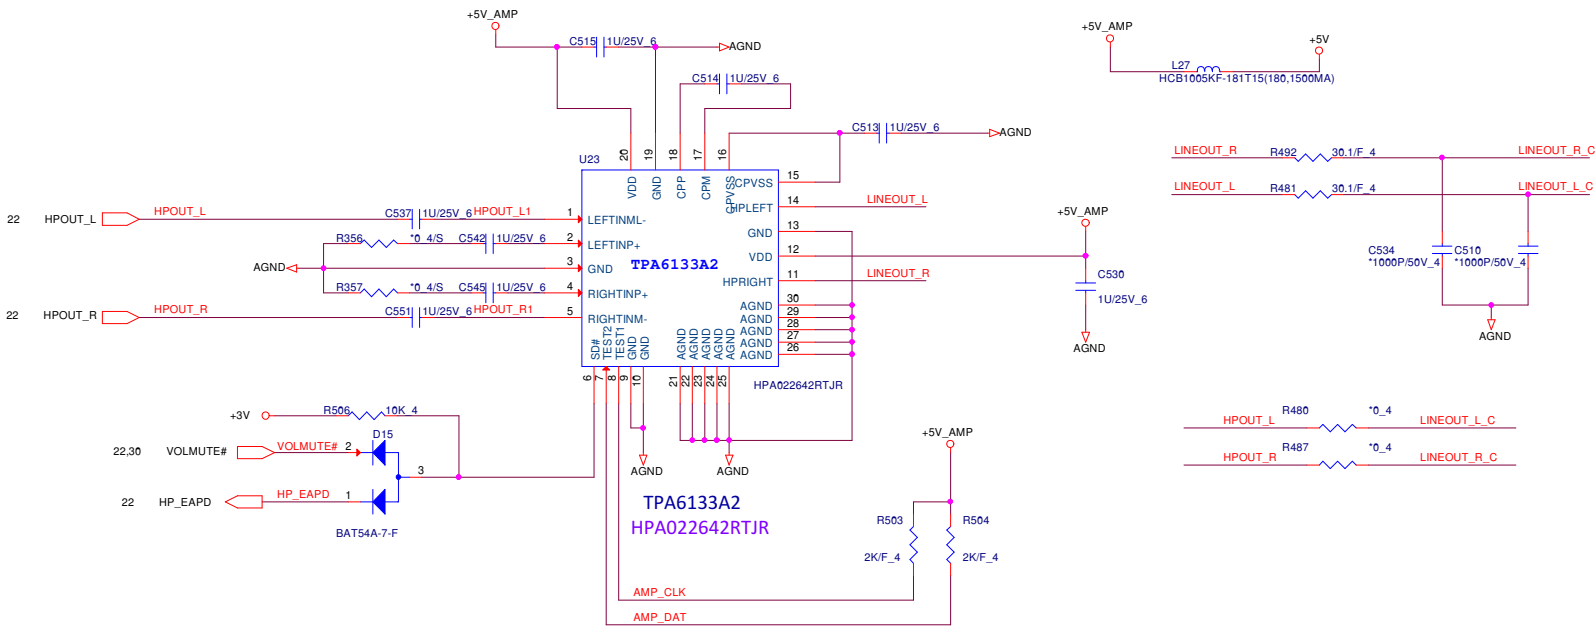 +5V_AMP
C515 1U/25V_6
AGND
C514 1U/25V_6
C513 1U/25V_6
AGND
+5V_AMP
+5V
L27
HCB1005KF-181T15(180,1500MA)
U23
20 19 18 17 16
VDD GND CPP CPM CPVSS
CPVSS 15
HPLEFT 14 LINEOUT_L
GND 13
VDD 12
HPRIGHT 11 LINEOUT_R
AGND 30
AGND 29
AGND 28
AGND 27
AGND 26
22 HPOUT_L HPOUT_L C537 1U/25V_6 HPOUT_L1 1 LEFTINML-
R356 *0_4/S C542 1U/25V_6 2 LEFTINP+
AGND 3 GND
TPA6133A2
R357 *0_4/S C545 1U/25V_6 4 RIGHTINP+
22 HPOUT_R HPOUT_R C551 1U/25V_6 HPOUT_R1 5 RIGHTINM-
SD# TEST2 TEST1 GND GND AGND AGND AGND AGND AGND
6 7 8 9 10 21 22 23 24 25
HPA022642RTJR
+5V_AMP
C530
1U/25V_6
AGND
LINEOUT_R R492 30.1/F_4 LINEOUT_R_C
LINEOUT_L R481 30.1/F_4 LINEOUT_L_C
C534
*1000P/50V_4
C510
*1000P/50V_4
AGND
+3V R506 10K_4
D15
22,30 VOLMUTE# VOLMUTE# 2
3
22 HP_EAPD HP_EAPD 1
BAT54A-7-F
AGND
AGND
TPA6133A2
HPA022642RTJR
+5V_AMP
R503
2K/F_4
R504
2K/F_4
AMP_CLK
AMP_DAT
HPOUT_L R480 *0_4 LINEOUT_L_C
HPOUT_R R487 *0_4 LINEOUT_R_C